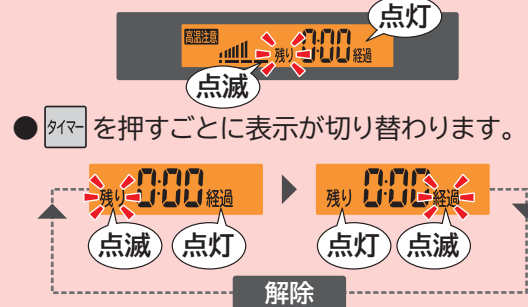 点灯
高温注意 残り 0:00 経過
点滅
● タイマー を押すごとに表示が切り替わります。
残り 0:00 経過 残り 0:00 経過
点滅 点灯 点灯 点滅
解除